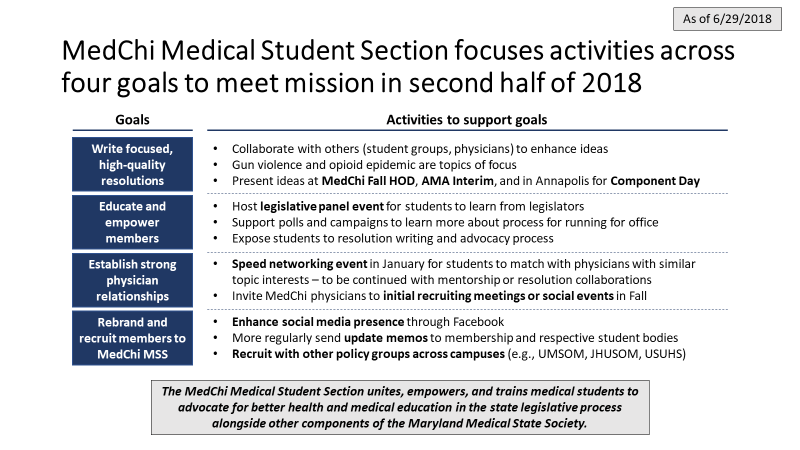 As of 6/29/2018
MedChi Medical Student Section focuses activities across
four goals to meet mission in second half of 2018
Goals
Activities to support goals
Write focused,
high-quality
resolutions
• Collaborate with others (student groups, physicians) to enhance ideas
• Gun violence and opioid epidemic are topics of focus
• Present ideas at MedChi Fall HOD, AMA Interim, and in Annapolis for Component Day
Educate and
empower
members
• Host legislative panel event for students to learn from legislators
• Support polls and campaigns to learn more about process for running for office
• Expose students to resolution writing and advocacy process
Establish strong
physician
relationships
• Speed networking event in January for students to match with physicians with similar
topic interests – to be continued with mentorship or resolution collaborations
• Invite MedChi physicians to initial recruiting meetings or social events in Fall
Rebrand and
recruit members to
MedChi MSS
• Enhance social media presence through Facebook
• More regularly send update memos to membership and respective student bodies
• Recruit with other policy groups across campuses (e.g., UMSOM, JHUSOM, USUHS)
The MedChi Medical Student Section unites, empowers, and trains medical students to
advocate for better health and medical education in the state legislative process
alongside other components of the Maryland Medical State Society.